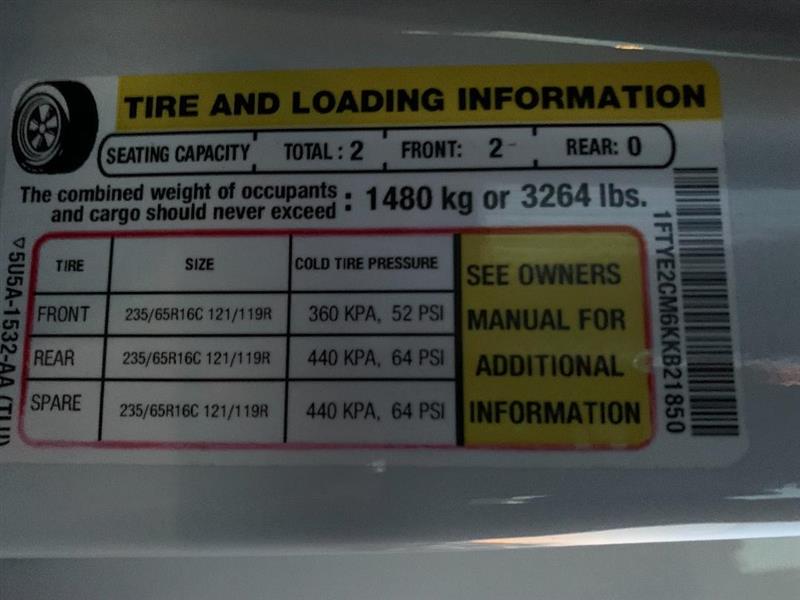 TIRE AND LOADING INFORMATION
SEATING CAPACITY TOTAL : 2 FRONT: 2 REAR: 0
The combined weight of occupants
and cargo should never exceed : 1480 kg or 3264 lbs.
TIRE SIZE COLD TIRE PRESSURE
FRONT 235/65R16C 121/119R 360 KPA, 52 PSI
REAR 235/65R16C 121/119R 440 KPA, 64 PSI
SPARE 235/65R16C 121/119R 440 KPA, 64 PSI
SEE OWNERS
MANUAL FOR
ADDITIONAL
INFORMATION
1FTYE2CM6KKB21850
5U5A-1532-AA